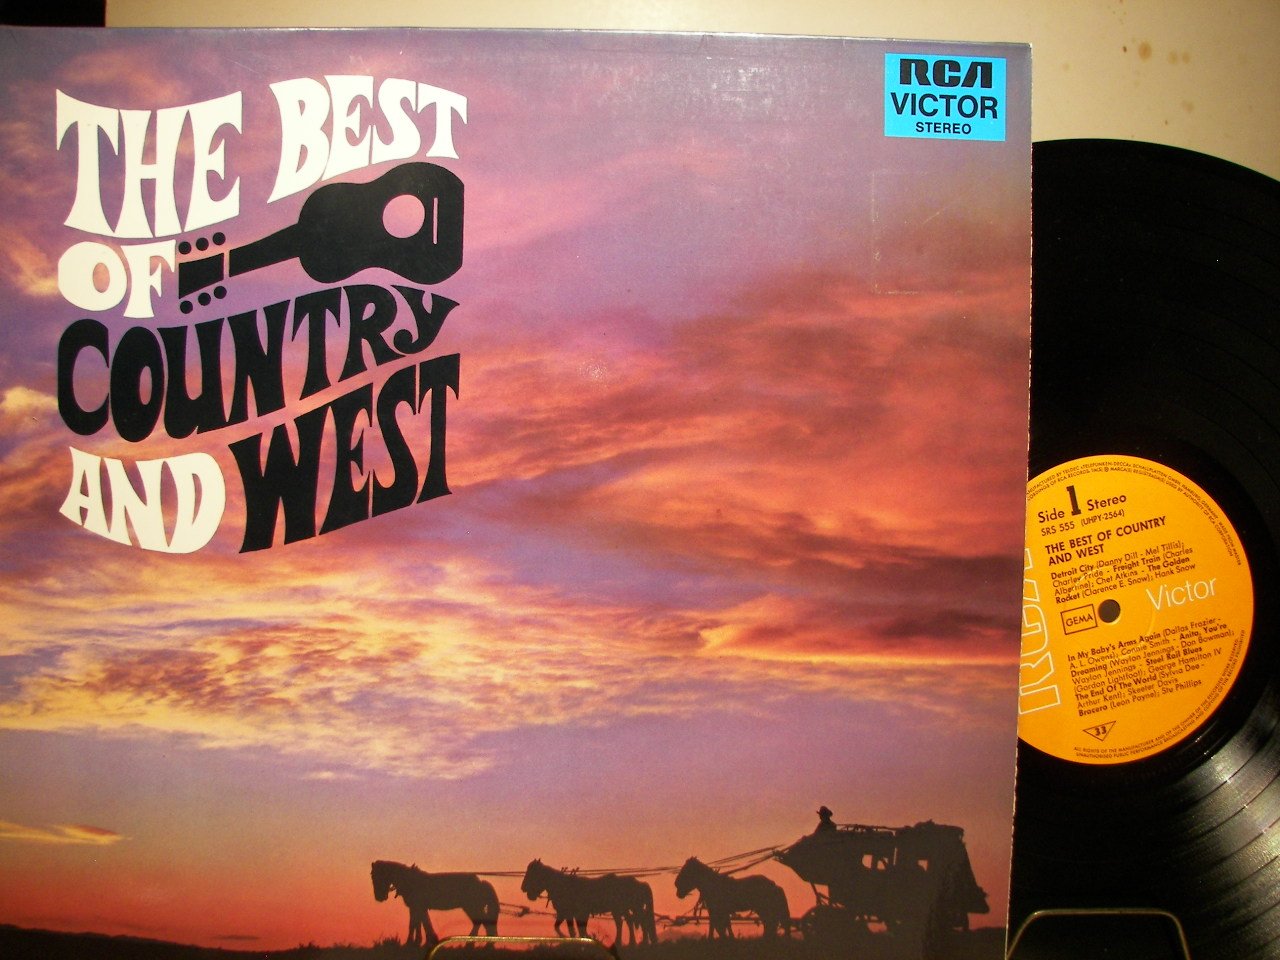 THE BEST
OF
COUNTRY
AND WEST
RCA
VICTOR
STEREO
Side 1 Stereo
SRS 555 (UHPY-2564)
THE BEST OF COUNTRY
AND WEST
Detroit City (Danny Dill - Mel Tillis);
Charley Pride - Freight Train (Charles
Albertine); Chet Atkins - The Golden
Rocket (Clarence E. Snow); Hank Snow
GEMA
Victor
RCA
In My Baby's Arms Again (Dallas Frazier -
A. L. Owens); Connie Smith - Anita, You're
Dreaming (Waylon Jennings - Don Bowman);
Waylon Jennings - Steel Rail Blues
(Gordon Lightfoot); George Hamilton IV
The End Of The World (Sylvia Dee -
Arthur Kent); Skeeter Davis
Bracero (Leon Payne); Stu Phillips
33